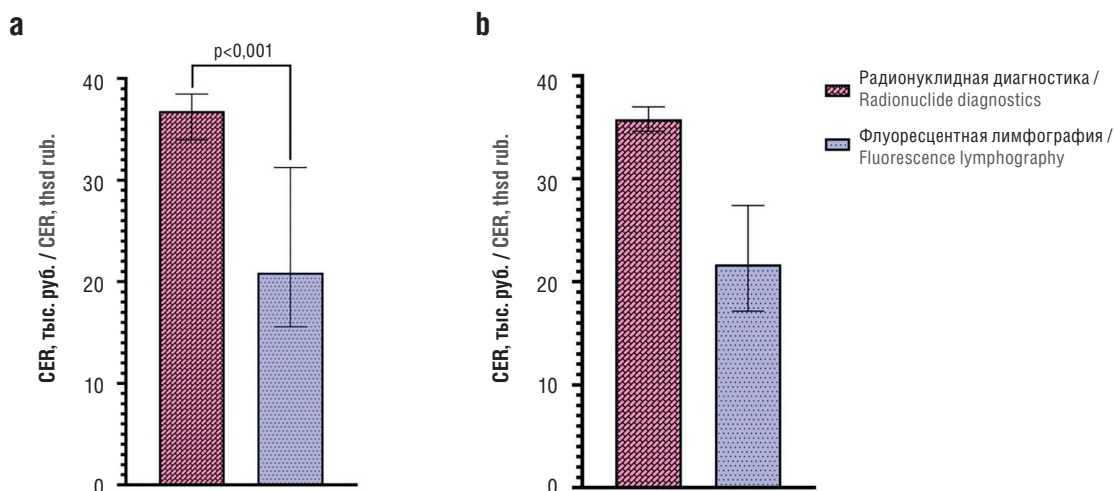 a
p<0,001
40
30
20
10
0
CER, тыс. руб. / CER, thsd rub.
b
40
30
20
10
0
CER, тыс. руб. / CER, thsd rub.
Радионуклидная диагностика /
Radionuclide diagnostics
Флуоресцентная лимфография /
Fluorescence lymphography